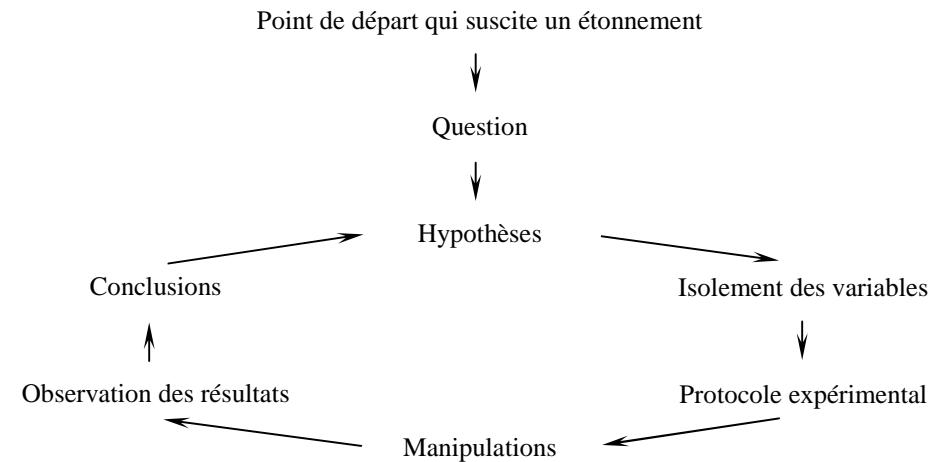 Point de départ qui suscite un étonnement
Question
Hypothèses
Isolement des variables
Protocole expérimental
Manipulations
Observation des résultats
Conclusions